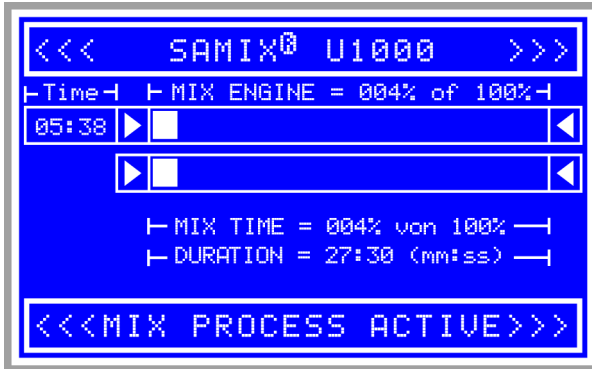 <<< SAMIX® U1000 >>>
Time MIX ENGINE = 004% of 100%
05:38
MIX TIME = 004% von 100%
DURATION = 27:30 (mm:ss)
<<<MIX PROCESS ACTIVE>>>